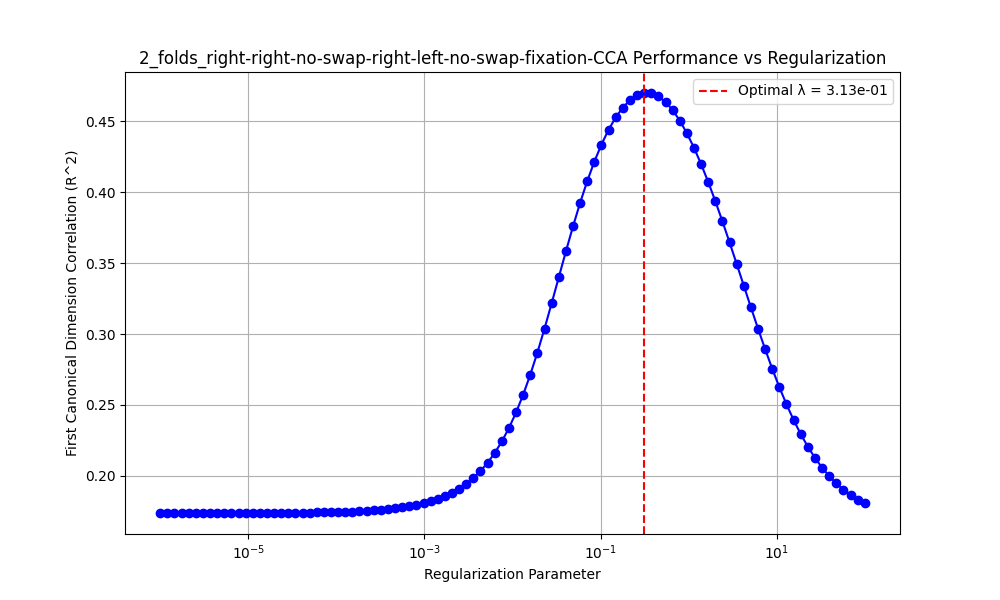 2_folds_right-right-no-swap-right-left-no-swap-fixation-CCA Performance vs Regularization
Optimal λ = 3.13e-01
First Canonical Dimension Correlation (R^2)
0.45
0.40
0.35
0.30
0.25
0.20
10⁻⁵
10⁻³
10⁻¹
10¹
Regularization Parameter